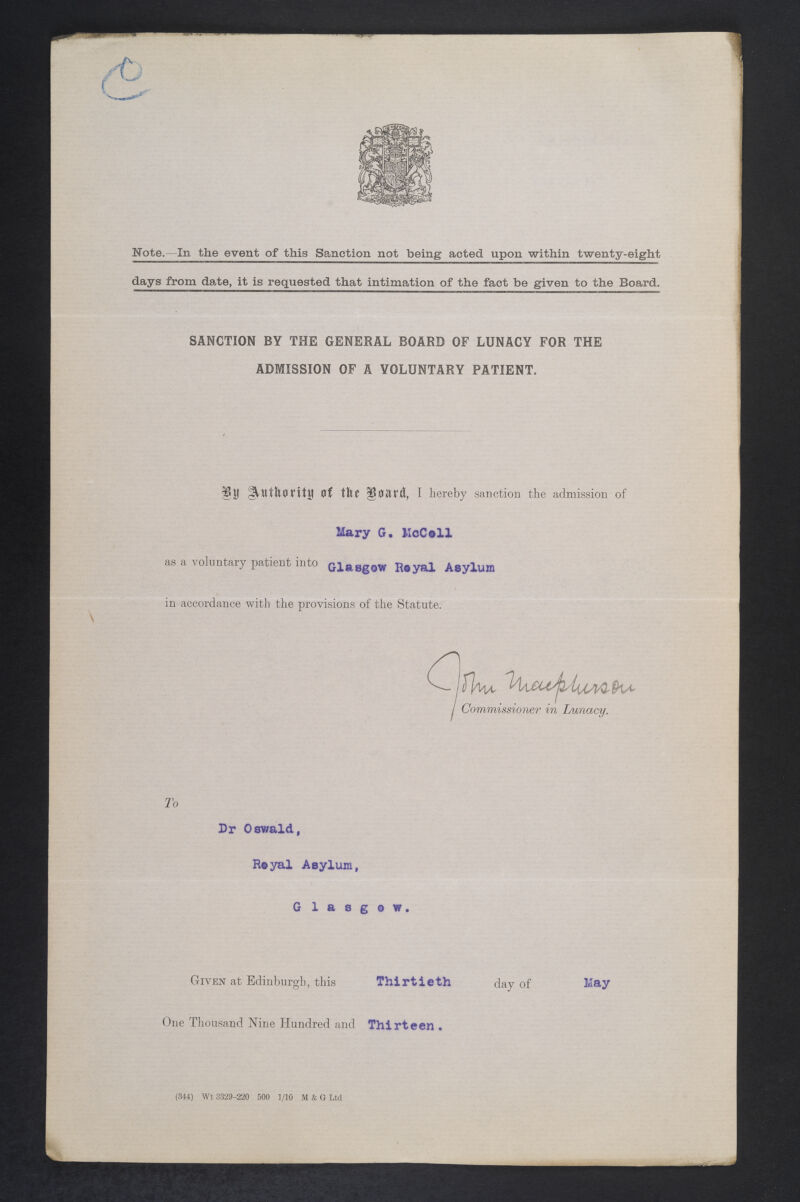 C
Note.—In the event of this Sanction not being acted upon within twenty-eight
days from date, it is requested that intimation of the fact be given to the Board.
SANCTION BY THE GENERAL BOARD OF LUNACY FOR THE
ADMISSION OF A VOLUNTARY PATIENT.
By Authority of the Board, I hereby sanction the admission of
Mary G. McColl
as a voluntary patient into Glasgow Royal Asylum
in accordance with the provisions of the Statute.
John Macpherson
Commissioner in Lunacy.
To
Dr Oswald,
Royal Asylum,
Glasgow.
GIVEN at Edinburgh, this Thirtieth day of May
One Thousand Nine Hundred and Thirteen.
(344) Wt 3329-220 500 1/10 M & G Ltd